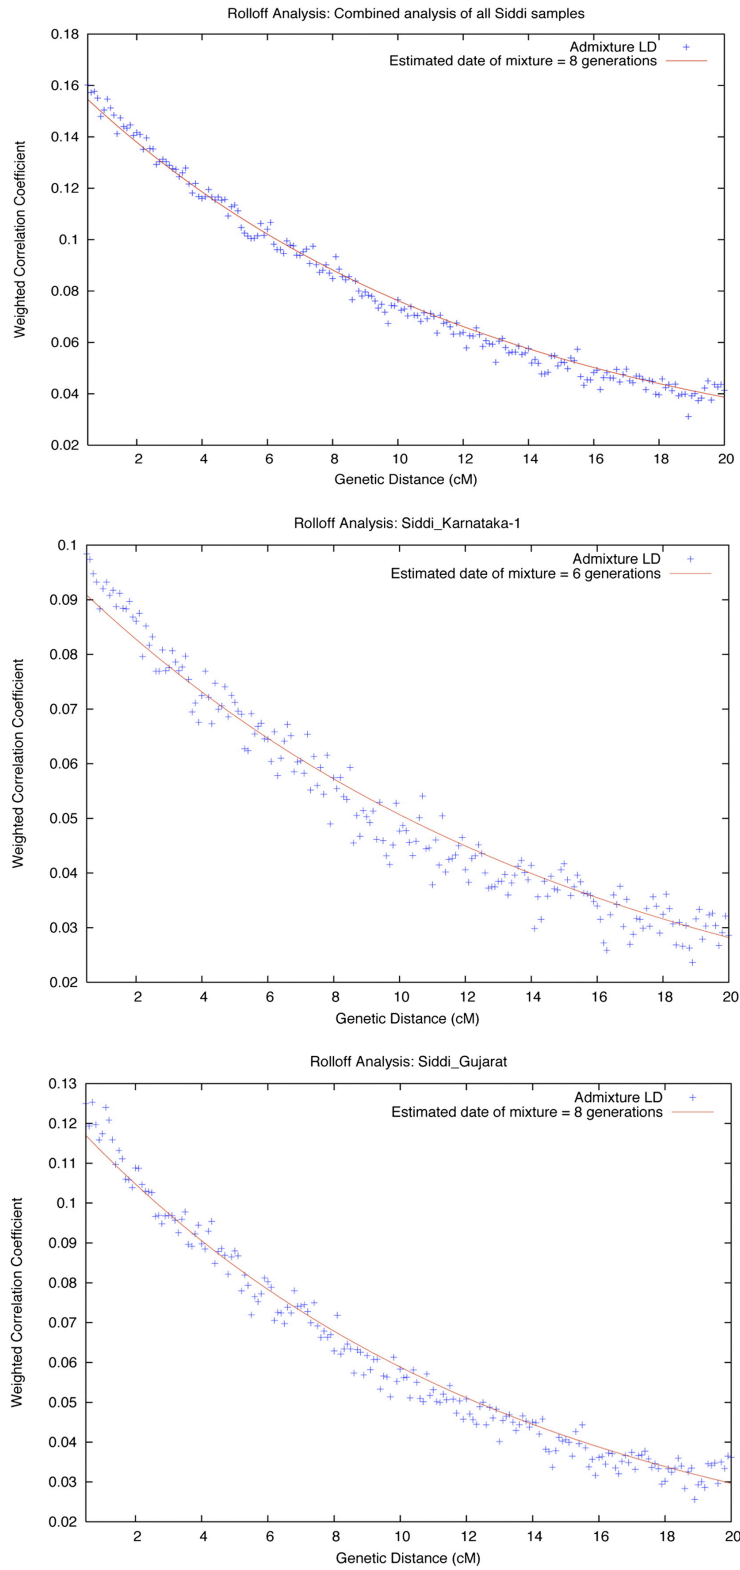 Rolloff Analysis: Combined analysis of all Siddi samples
0.18
Admixture LD
Estimated date of mixture = 8 generations
0.16
0.14
0.12
0.1
0.08
0.06
0.04
0.02
Weighted Correlation Coefficient
2 4 6 8 10 12 14 16 18 20
Genetic Distance (cM)
Rolloff Analysis: Siddi_Karnataka-1
0.1
Admixture LD
Estimated date of mixture = 6 generations
0.09
0.08
0.07
0.06
0.05
0.04
0.03
0.02
Weighted Correlation Coefficient
2 4 6 8 10 12 14 16 18 20
Genetic Distance (cM)
Rolloff Analysis: Siddi_Gujarat
0.13
Admixture LD
Estimated date of mixture = 8 generations
0.12
0.11
0.1
0.09
0.08
0.07
0.06
0.05
0.04
0.03
0.02
Weighted Correlation Coefficient
2 4 6 8 10 12 14 16 18 20
Genetic Distance (cM)